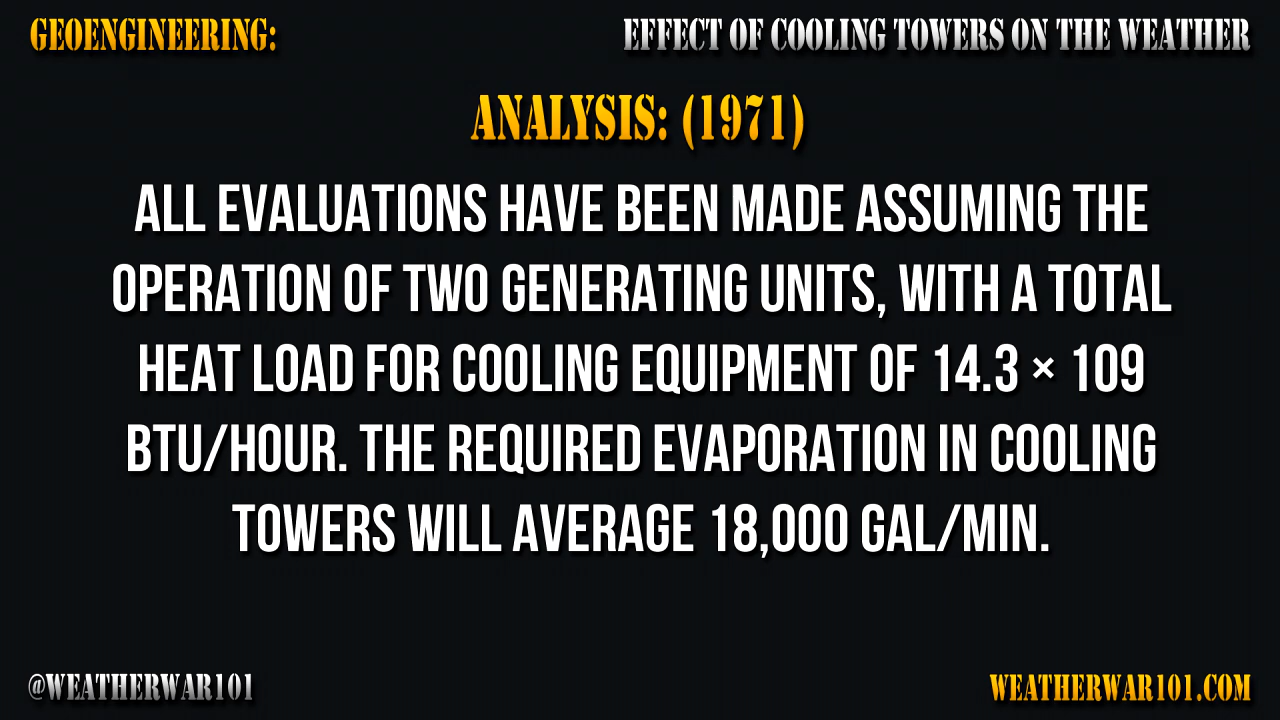 GEOENGINEERING:
EFFECT OF COOLING TOWERS ON THE WEATHER
ANALYSIS: (1971)
ALL EVALUATIONS HAVE BEEN MADE ASSUMING THE
OPERATION OF TWO GENERATING UNITS, WITH A TOTAL
HEAT LOAD FOR COOLING EQUIPMENT OF 14.3 × 109
BTU/HOUR. THE REQUIRED EVAPORATION IN COOLING
TOWERS WILL AVERAGE 18,000 GAL/MIN.
@WEATHERWAR101
WEATHERWAR101.COM